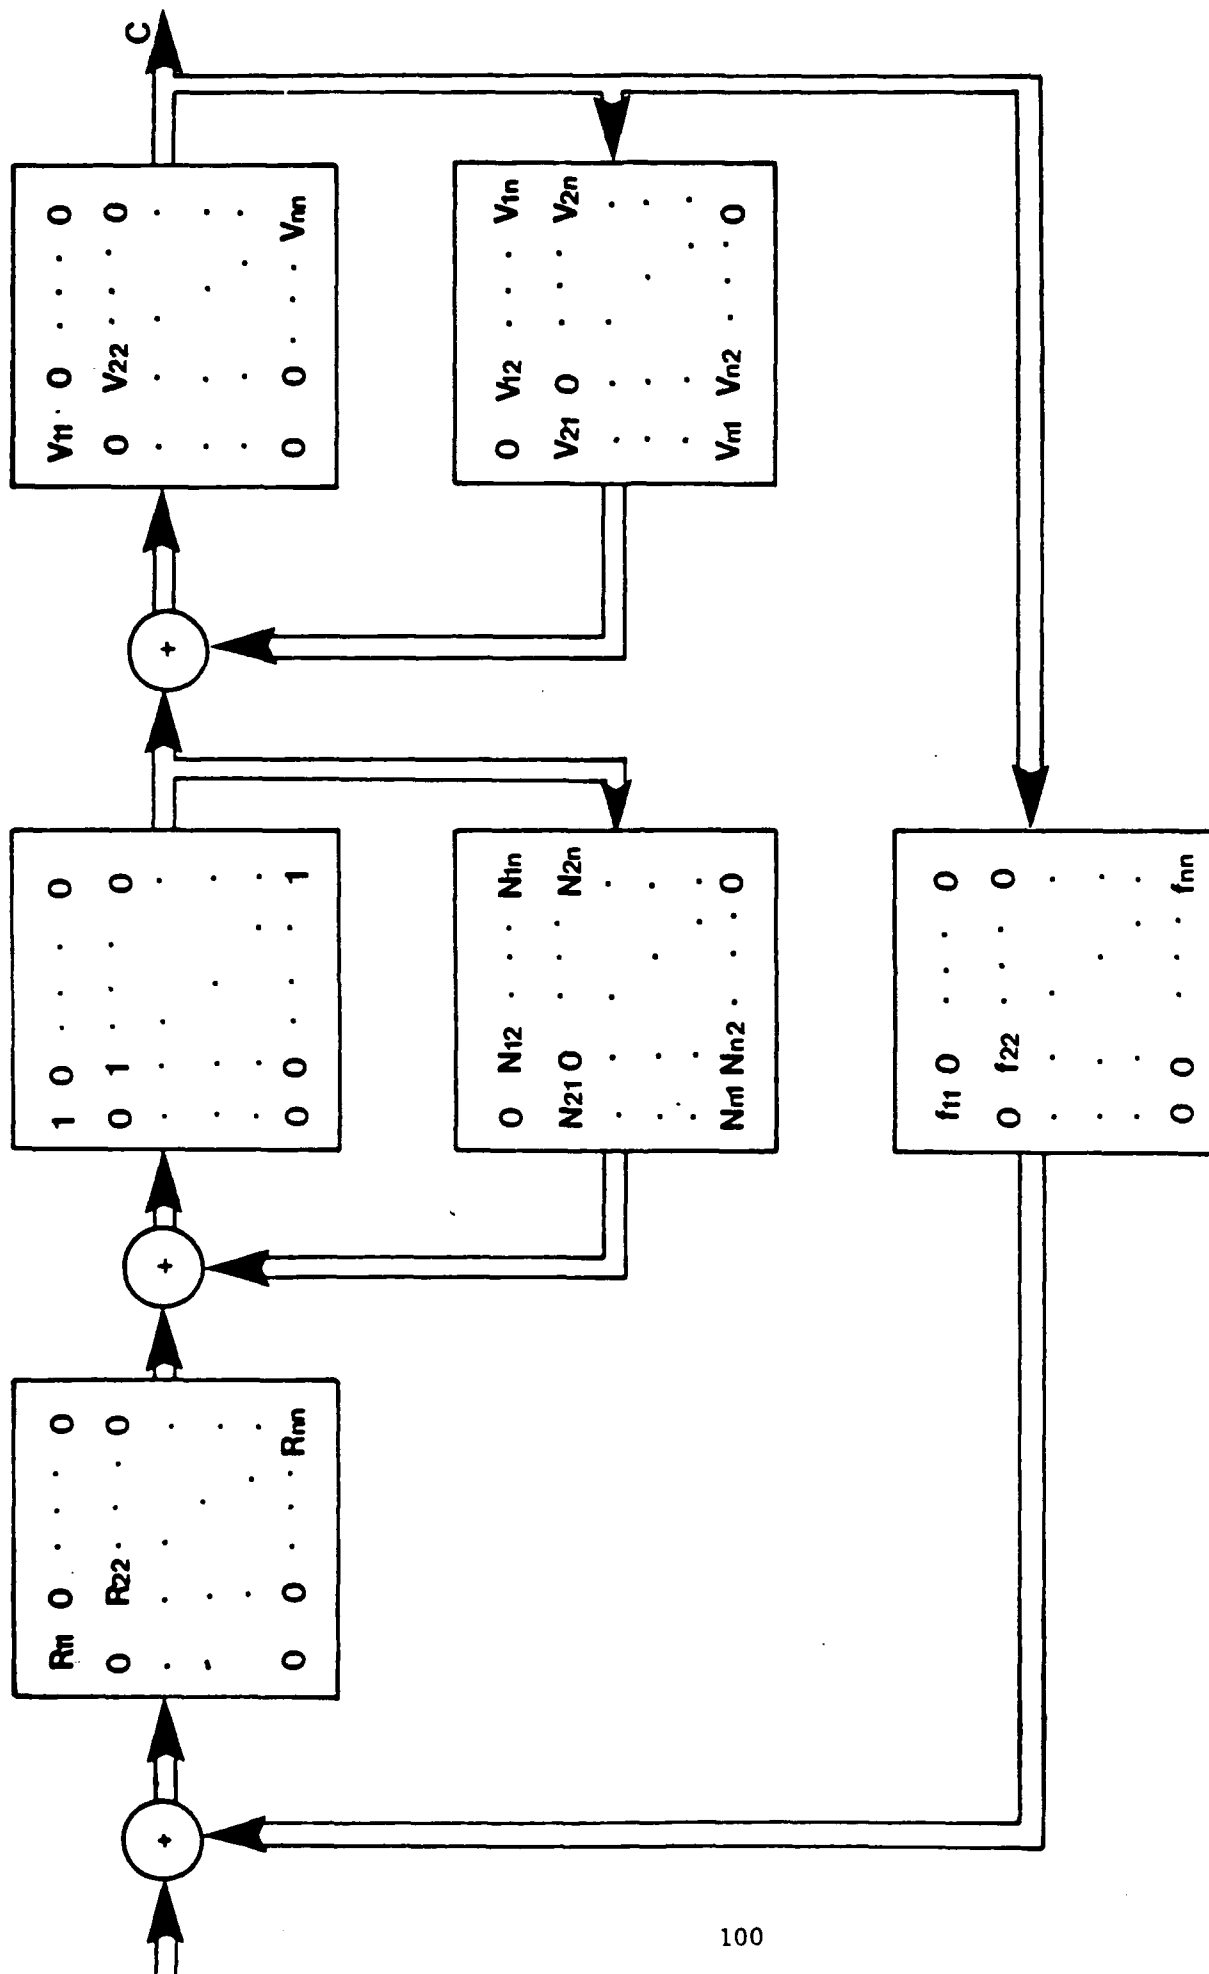 C
R11 0 . . . 0
0 R22 . . . 0
. . . .
. . . .
. . .
0 0 . . . Rnn
1 0 . . . 0
0 1 . . . 0
. . . .
. . . .
. . . .
0 0 . . . 1
V11 0 . . . 0
0 V22 . . . 0
. . . .
. . . .
. . . .
0 0 . . . Vnn
0 N12 . . . N1n
N21 0 . . . N2n
. . . .
. . . .
. . . .
Nn1 Nn2 . . . 0
0 V12 . . . V1n
V21 0 . . . V2n
. . . .
. . . .
. . . .
Vn1 Vn2 . . . 0
f11 0 . . . 0
0 f22 . . . 0
. . . .
. . . .
. . . .
0 0 . . . fnn
+
+
+
100